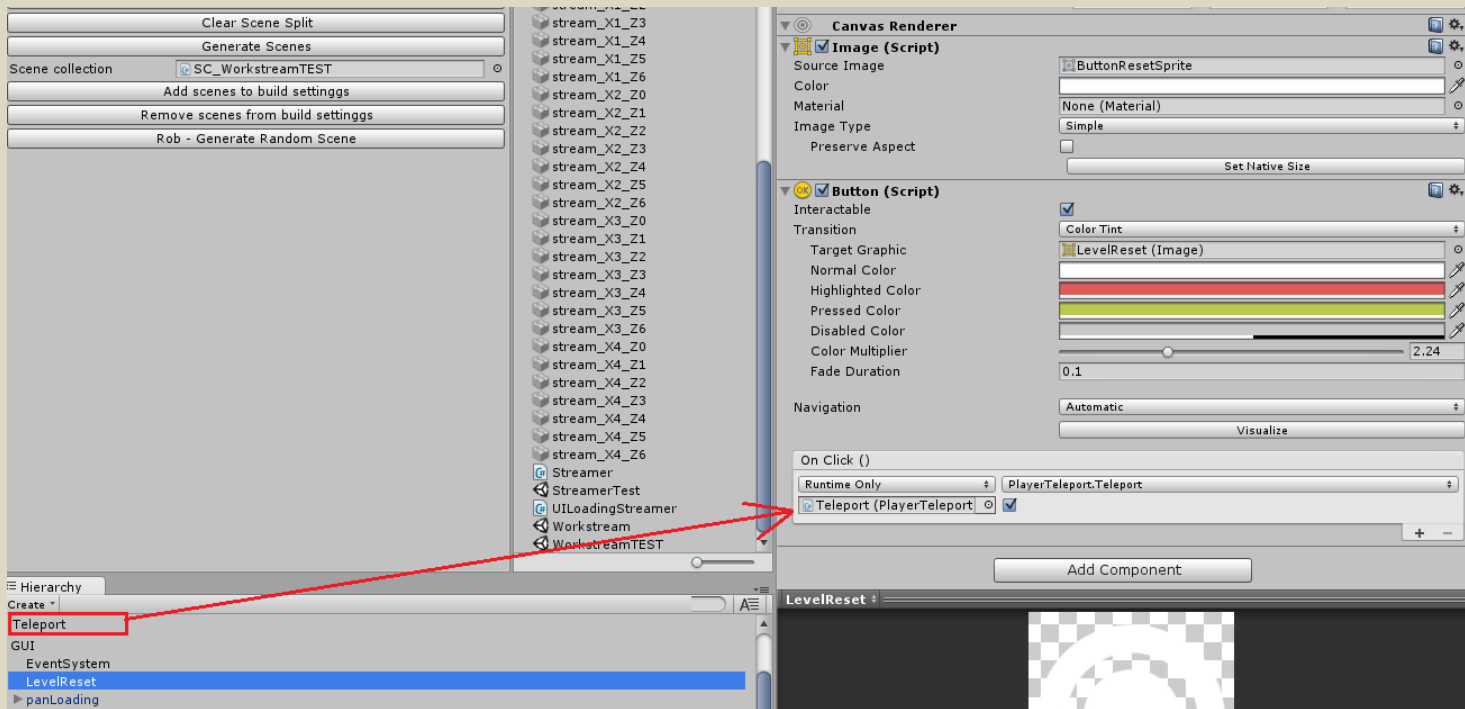 Clear Scene Split
Generate Scenes
Scene collection
SC_WorkstreamTEST
Add scenes to build settinggs
Remove scenes from build settinggs
Rob - Generate Random Scene
stream_X1_Z3
stream_X1_Z4
stream_X1_Z5
stream_X1_Z6
stream_X2_Z0
stream_X2_Z1
stream_X2_Z2
stream_X2_Z3
stream_X2_Z4
stream_X2_Z5
stream_X2_Z6
stream_X3_Z0
stream_X3_Z1
stream_X3_Z2
stream_X3_Z3
stream_X3_Z4
stream_X3_Z5
stream_X3_Z6
stream_X4_Z0
stream_X4_Z1
stream_X4_Z2
stream_X4_Z3
stream_X4_Z4
stream_X4_Z5
stream_X4_Z6
Streamer
StreamerTest
UILoadingStreamer
Workstream
WorkstreamTEST
Hierarchy
Create
Teleport
GUI
EventSystem
LevelReset
panLoading
Canvas Renderer
Image (Script)
Source Image
ButtonResetSprite
Color
Material
None (Material)
Image Type
Simple
Preserve Aspect
Set Native Size
OK
Button (Script)
Interactable
Transition
Color Tint
Target Graphic
LevelReset (Image)
Normal Color
Highlighted Color
Pressed Color
Disabled Color
Color Multiplier
2.24
Fade Duration
0.1
Navigation
Automatic
Visualize
On Click ()
Runtime Only
PlayerTeleport.Teleport
Teleport (PlayerTeleport
+ −
Add Component
LevelReset